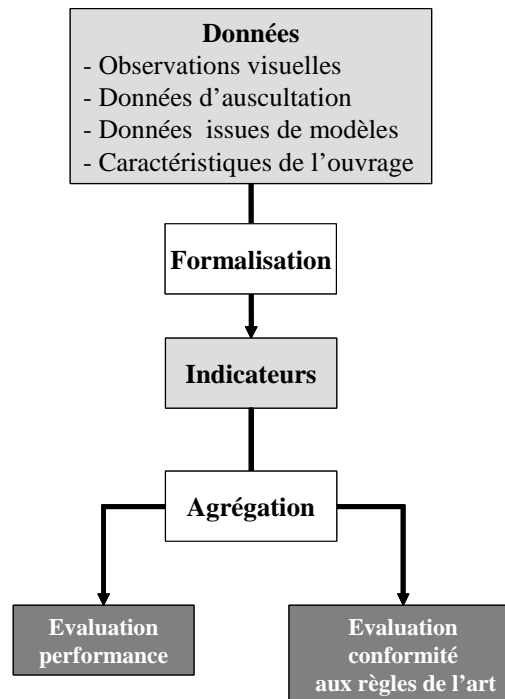 Données
- Observations visuelles
- Données d'auscultation
- Données issues de modèles
- Caractéristiques de l'ouvrage
Formalisation
Indicateurs
Agrégation
Evaluation
performance
Evaluation
conformité
aux règles de l'art